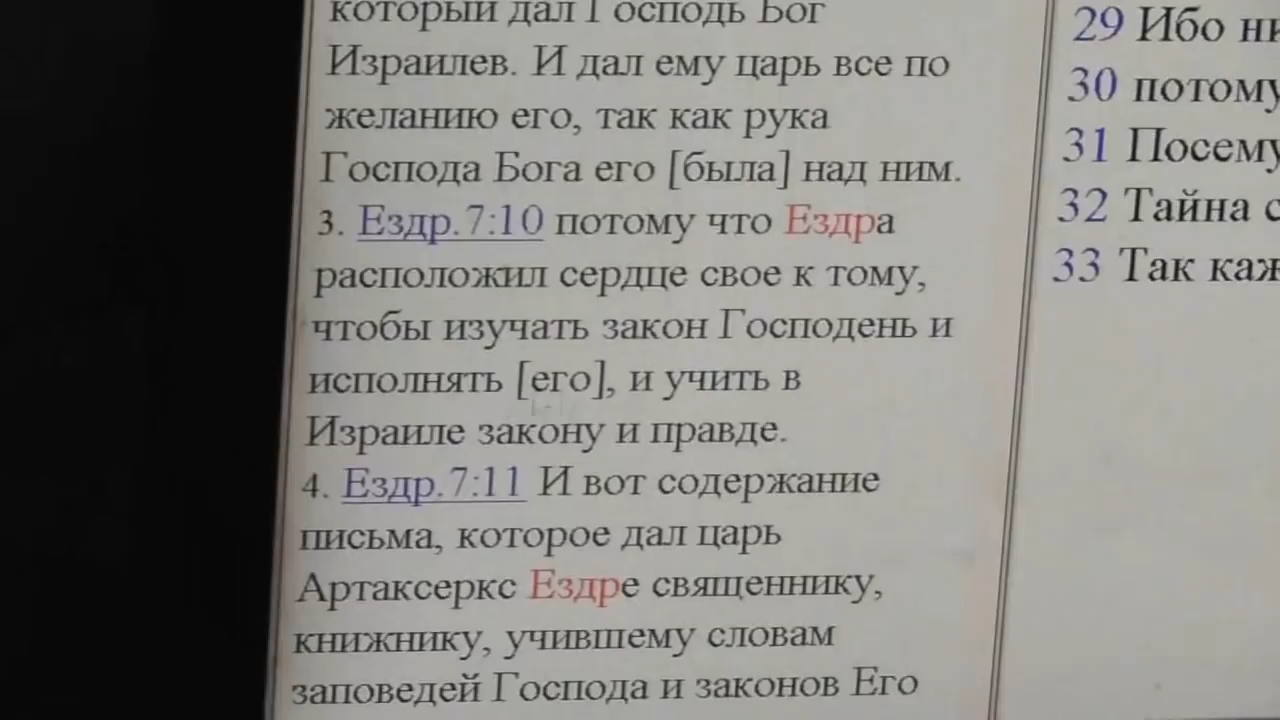 который дал Господь Бог
Израилев. И дал ему царь все по
желанию его, так как рука
Господа Бога его [была] над ним.
3. Ездр.7:10 потому что Ездра
расположил сердце свое к тому,
чтобы изучать закон Господень и
исполнять [его], и учить в
Израиле закону и правде.
4. Ездр.7:11 И вот содержание
письма, которое дал царь
Артаксеркс Ездре священнику,
книжнику, учившему словам
заповедей Господа и законов Его
29 Ибо ни
30 потому
31 Посему
32 Тайна с
33 Так каж